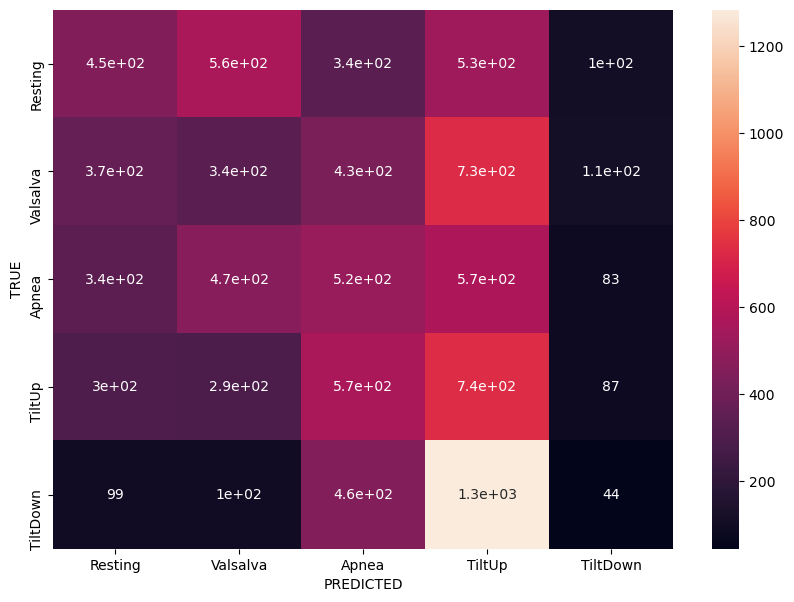 Resting 4.5e+02 5.6e+02 3.4e+02 5.3e+02 1e+02
Valsalva 3.7e+02 3.4e+02 4.3e+02 7.3e+02 1.1e+02
Apnea 3.4e+02 4.7e+02 5.2e+02 5.7e+02 83
TiltUp 3e+02 2.9e+02 5.7e+02 7.4e+02 87
TiltDown 99 1e+02 4.6e+02 1.3e+03 44
TRUE
Resting Valsalva Apnea TiltUp TiltDown
PREDICTED
1200
1000
800
600
400
200